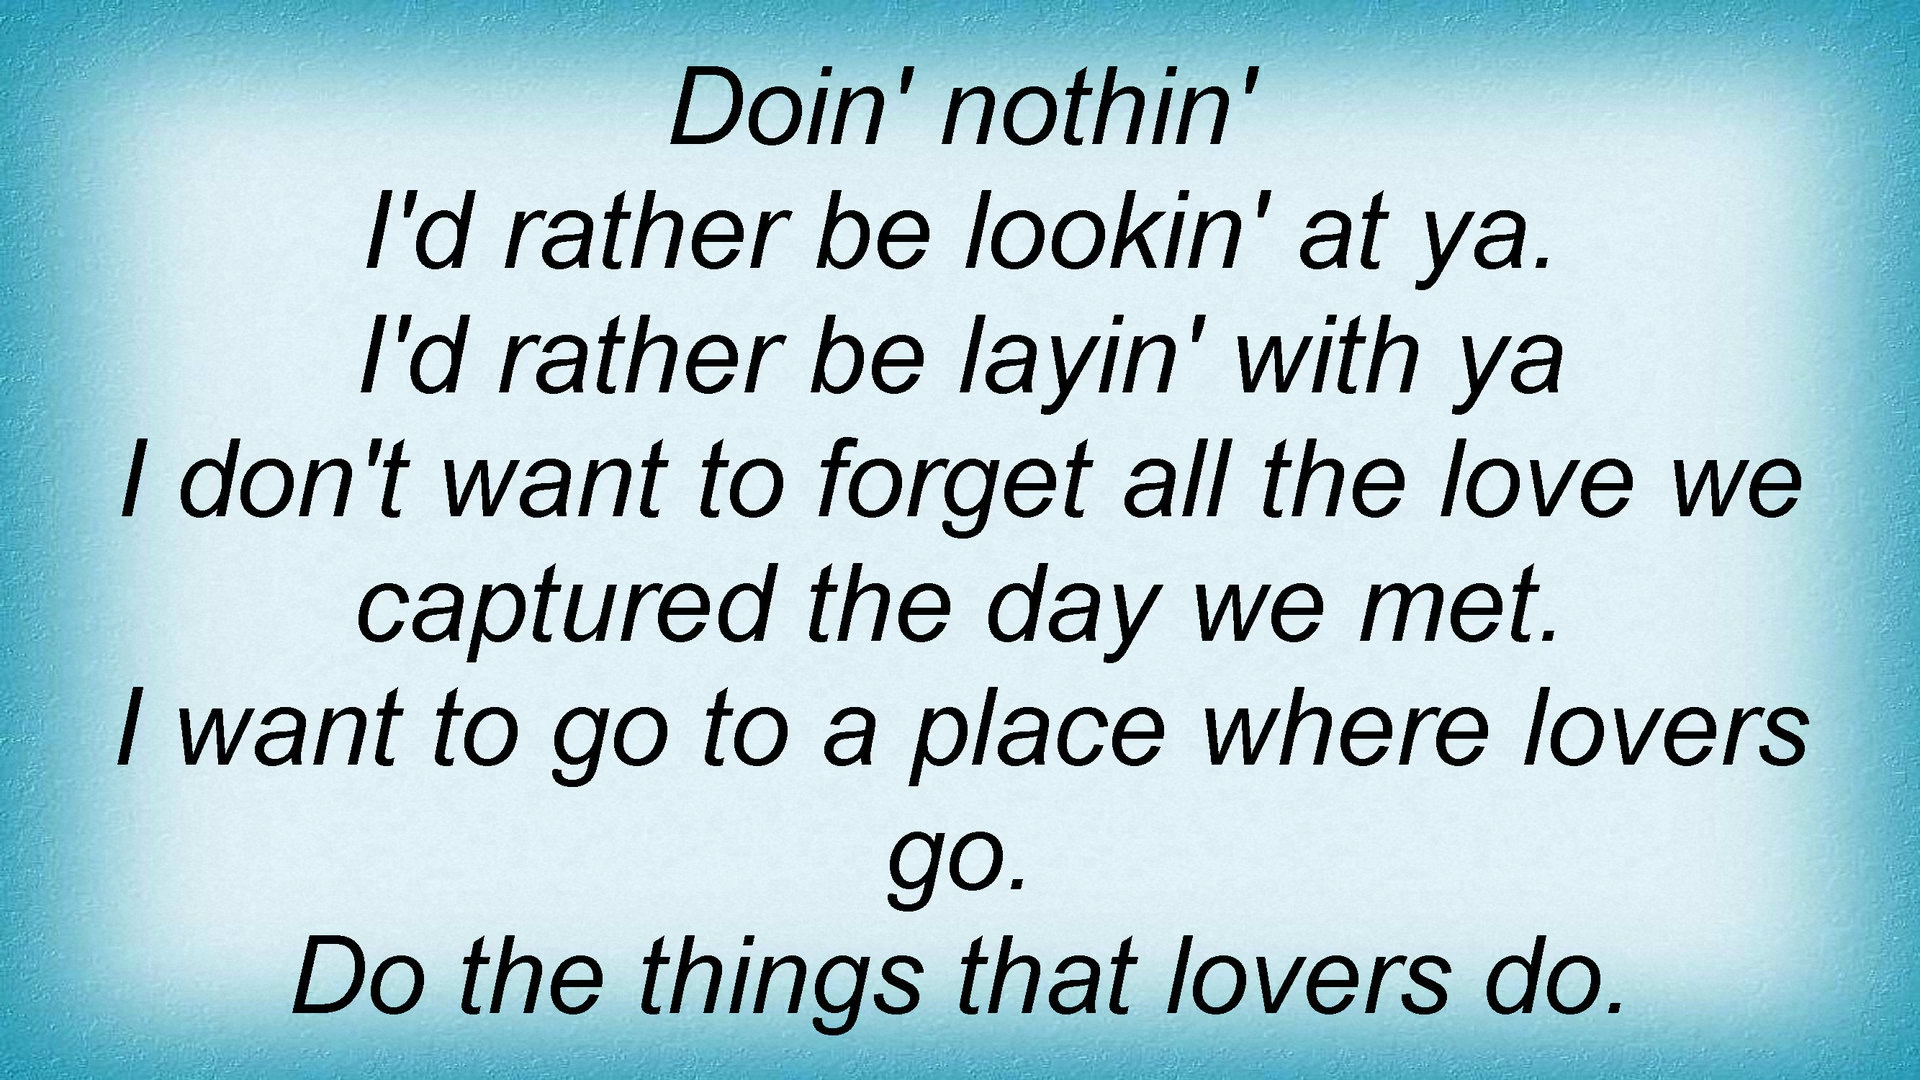 Doin' nothin'
I'd rather be lookin' at ya.
I'd rather be layin' with ya
I don't want to forget all the love we
captured the day we met.
I want to go to a place where lovers
go.
Do the things that lovers do.